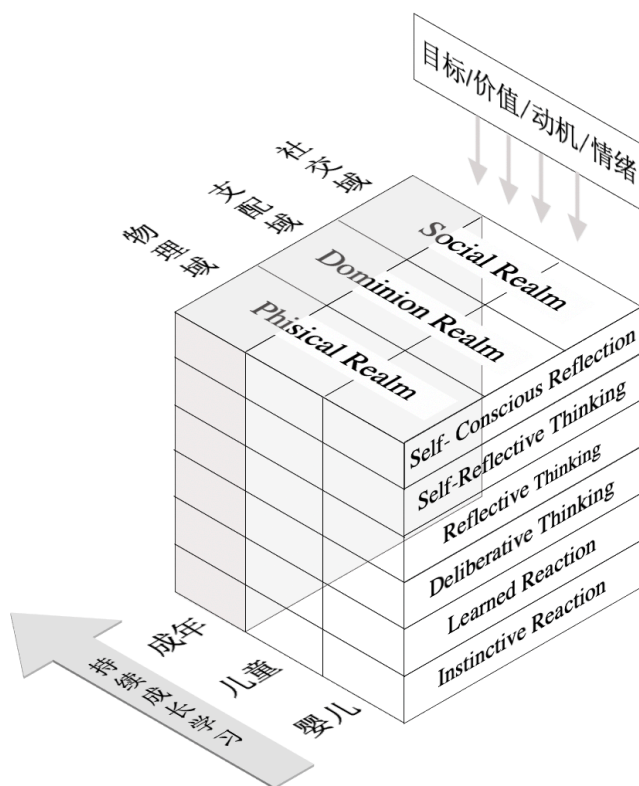 目标/价值/动机/情绪
社交域
支配域
物理域
Social Realm
Dominion Realm
Phisical Realm
Self- Conscious Reflection
Self-Reflective Thinking
Reflective Thinking
Deliberative Thinking
Learned Reaction
Instinctive Reaction
成年
儿童
婴儿
持续成长学习